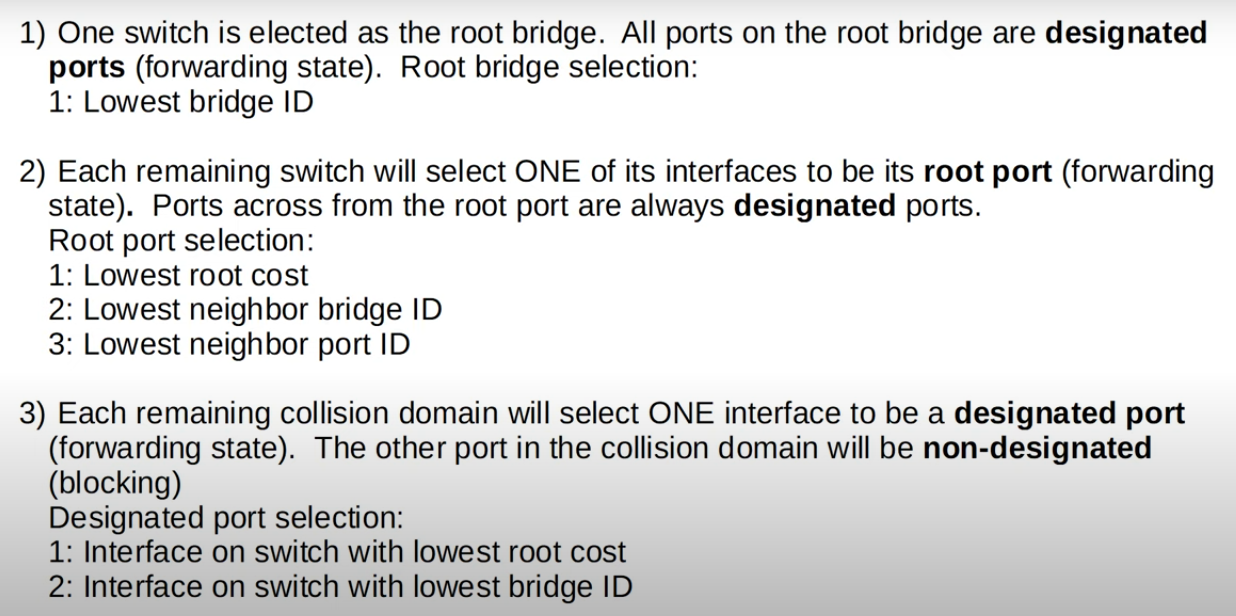 1) One switch is elected as the root bridge.  All ports on the root bridge are designated
ports (forwarding state).  Root bridge selection:
1: Lowest bridge ID
2) Each remaining switch will select ONE of its interfaces to be its root port (forwarding
state).  Ports across from the root port are always designated ports.
Root port selection:
1: Lowest root cost
2: Lowest neighbor bridge ID
3: Lowest neighbor port ID
3) Each remaining collision domain will select ONE interface to be a designated port
(forwarding state).  The other port in the collision domain will be non-designated
(blocking)
Designated port selection:
1: Interface on switch with lowest root cost
2: Interface on switch with lowest bridge ID